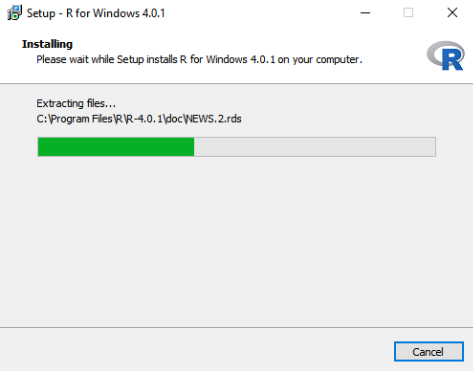 Setup - R for Windows 4.0.1
Installing
Please wait while Setup installs R for Windows 4.0.1 on your computer.
R
Extracting files...
C:\Program Files\R\R-4.0.1\doc\NEWS.2.rds
Cancel